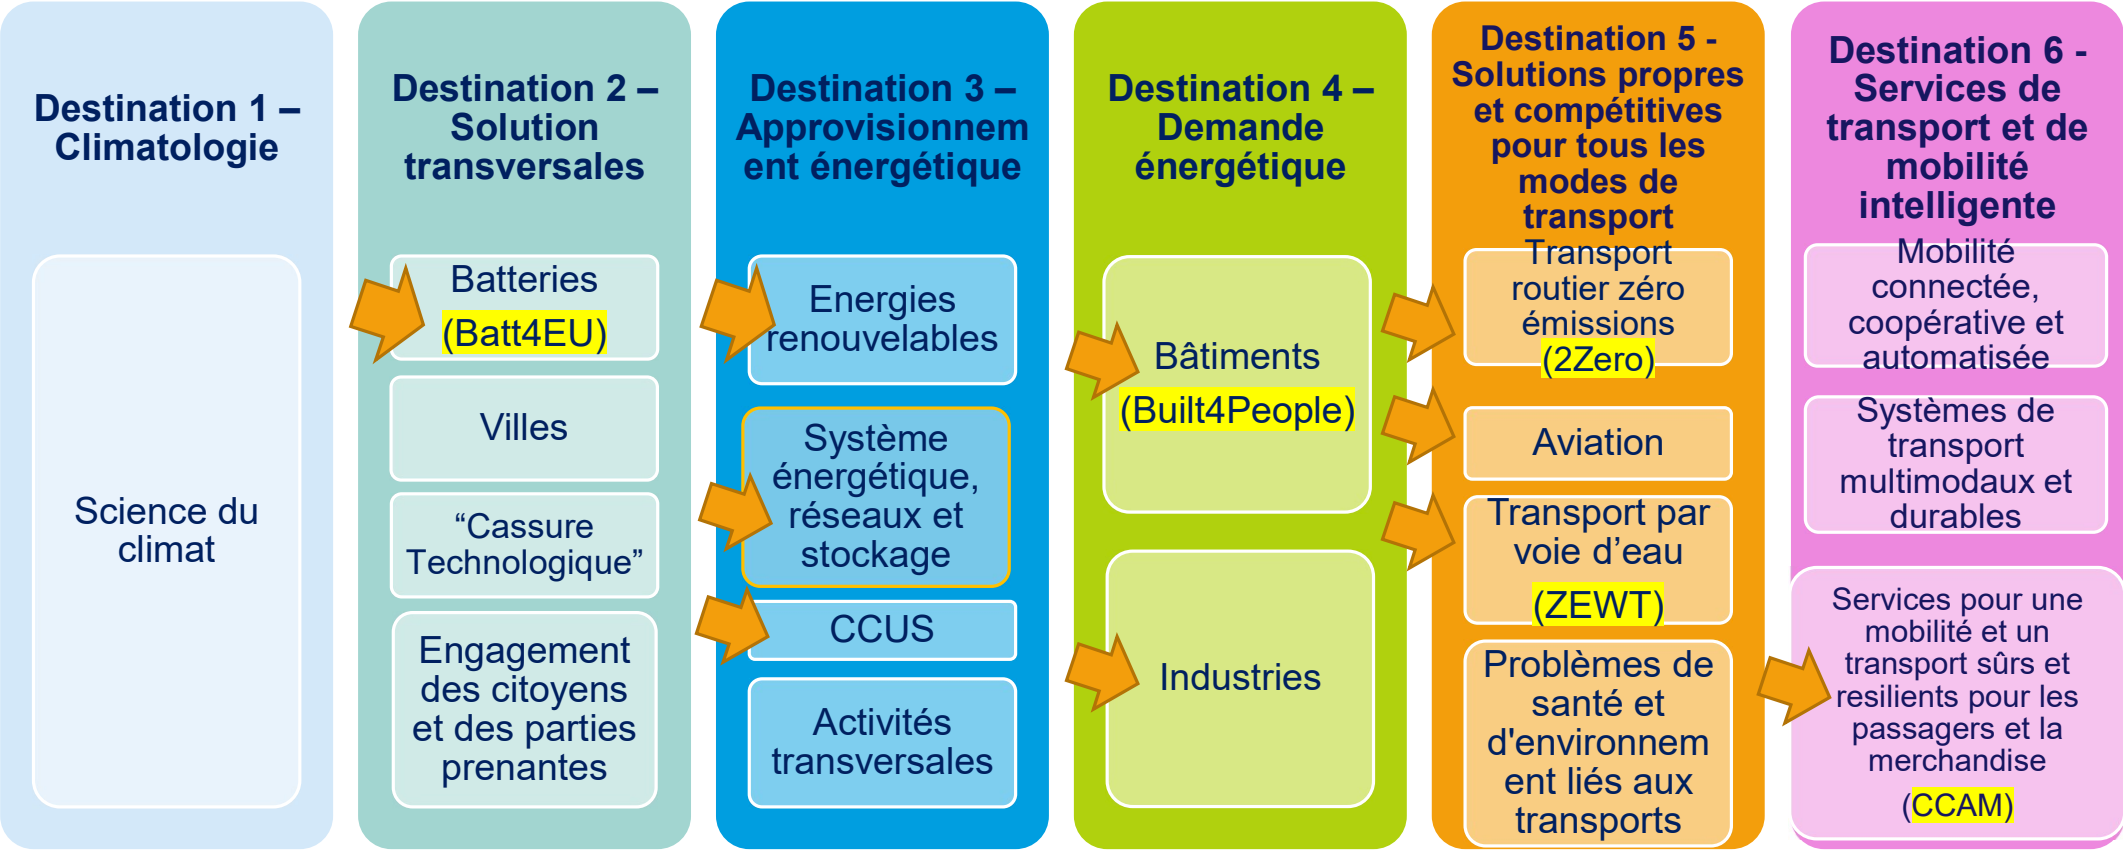 Destination 1 –
Climatologie
Science du
climat
Destination 2 –
Solution
transversales
Batteries
(Batt4EU)
Villes
“Cassure
Technologique”
Engagement
des citoyens
et des parties
prenantes
Destination 3 –
Approvisionnem
ent énergétique
Energies
renouvelables
Système
énergétique,
réseaux et
stockage
CCUS
Activités
transversales
Destination 4 –
Demande
énergétique
Bâtiments
(Built4People)
Industries
Destination 5 -
Solutions propres
et compétitives
pour tous les
modes de
transport
Transport
routier zéro
émissions
(2Zero)
Aviation
Transport par
voie d’eau
(ZEWT)
Problèmes de
santé et
d'environnem
ent liés aux
transports
Destination 6 -
Services de
transport et de
mobilité
intelligente
Mobilité
connectée,
coopérative et
automatisée
Systèmes de
transport
multimodaux et
durables
Services pour une
mobilité et un
transport sûrs et
resilients pour les
passagers et la
merchandise
(CCAM)